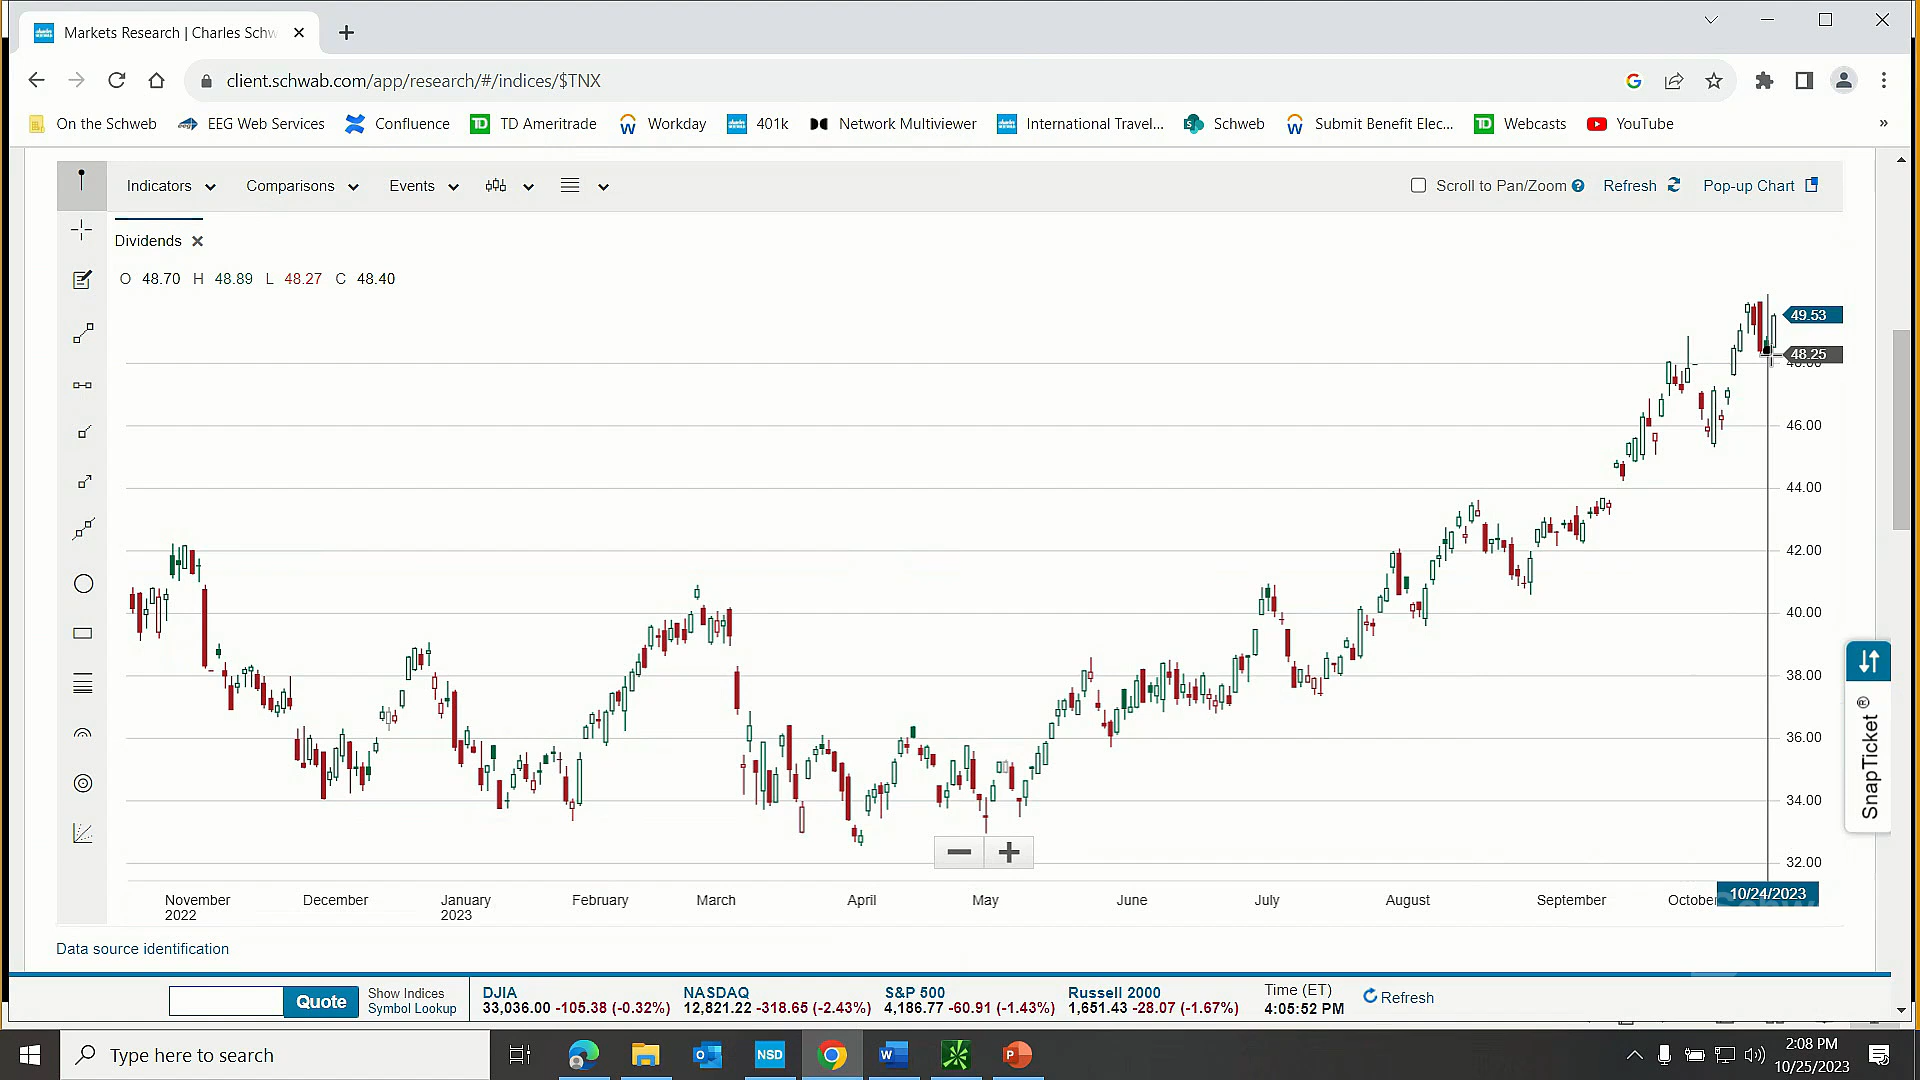 Markets Research | Charles Schw
client.schwab.com/app/research/#/indices/$TNX
On the Schweb EEG Web Services Confluence TD Ameritrade Workday 401k Network Multiviewer International Travel... Schweb Submit Benefit Elec... Webcasts YouTube »
Indicators Comparisons Events Scroll to Pan/Zoom ? Refresh Pop-up Chart
Dividends
O 48.70 H 48.89 L 48.27 C 48.40
49.53
48.25
48.00
46.00
44.00
42.00
40.00
38.00
36.00
34.00
32.00
SnapTicket®
November December January February March April May June July August September October 10/24/2023
2022 2023
Data source identification
Quote
Show Indices
Symbol Lookup
DJIA NASDAQ S&P 500 Russell 2000 Time (ET)
33,036.00 -105.38 (-0.32%) 12,821.22 -318.65 (-2.43%) 4,186.77 -60.91 (-1.43%) 1,651.43 -28.07 (-1.67%) 4:05:52 PM
Refresh
Type here to search
NSD
2:08 PM
10/25/2023